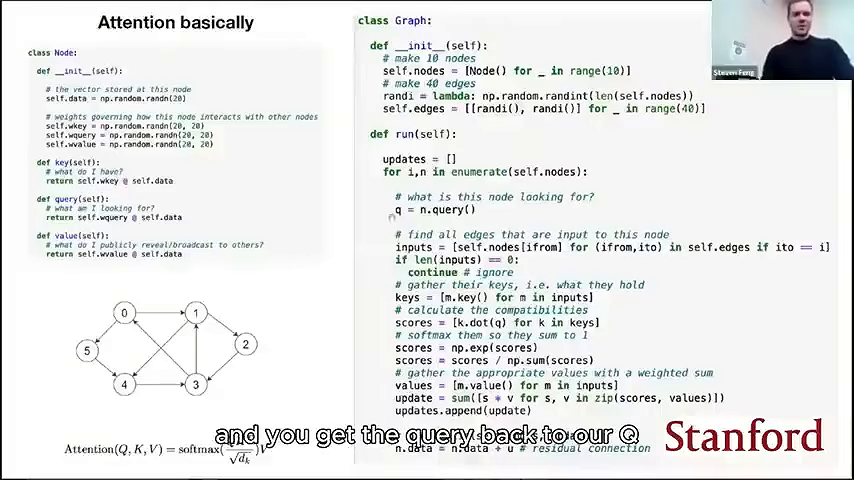 Attention basically
class Node:
def __init__(self):
# the vector stored at this node
self.data = np.random.randn(20)
# weights governing how this node interacts with other nodes
self.wkey = np.random.randn(20, 20)
self.wquery = np.random.randn(20, 20)
self.wvalue = np.random.randn(20, 20)
def key(self):
# what do I have?
return self.wkey @ self.data
def query(self):
# what am I looking for?
return self.wquery @ self.data
def value(self):
# what do I publicly reveal/broadcast to others?
return self.wvalue @ self.data
0
1
5
2
4
3
Attention(Q, K, V) = softmax( √dk )V
class Graph:
def __init__(self):
# make 10 nodes
self.nodes = [Node() for _ in range(10)]
# make 40 edges
randi = lambda: np.random.randint(len(self.nodes))
self.edges = [[randi(), randi()] for _ in range(40)]
def run(self):
updates = []
for i,n in enumerate(self.nodes):
# what is this node looking for?
q = n.query()
# find all edges that are input to this node
inputs = [self.nodes[ifrom] for (ifrom,ito) in self.edges if ito == i]
if len(inputs) == 0:
continue # ignore
# gather their keys, i.e. what they hold
keys = [m.key() for m in inputs]
# calculate the compatibilities
scores = [k.dot(q) for k in keys]
# softmax them so they sum to 1
scores = np.exp(scores)
scores = scores / np.sum(scores)
# gather the appropriate values with a weighted sum
values = [m.value() for m in inputs]
update = sum([s * v for s, v in zip(scores, values)])
updates.append(update)
n.data = n.data + u # residual connection
and you get the query back to our Q
Stanford
Steven Feng